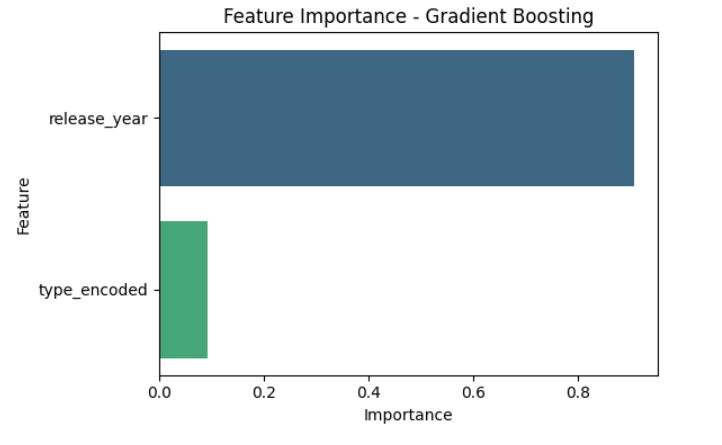 Feature Importance - Gradient Boosting
release_year
Feature
type_encoded
0.0 0.2 0.4 0.6 0.8
Importance